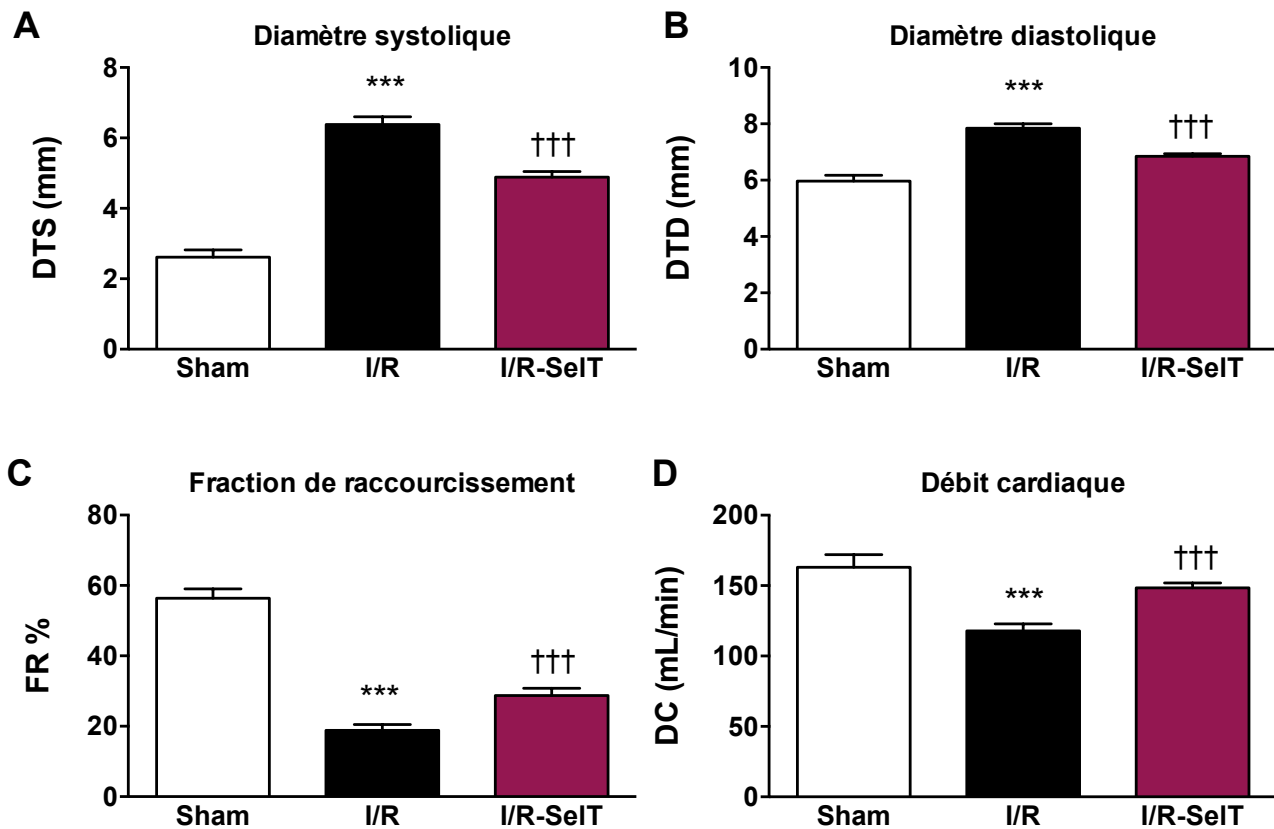 A
Diamètre systolique
DTS (mm)
8
6
4
2
0
***
†††
Sham I/R I/R-SelT
B
Diamètre diastolique
DTD (mm)
10
8
6
4
2
0
***
†††
Sham I/R I/R-SelT
C
Fraction de raccourcissement
FR %
80
60
40
20
0
***
†††
Sham I/R I/R-SelT
D
Débit cardiaque
DC (mL/min)
200
150
100
50
0
***
†††
Sham I/R I/R-SelT